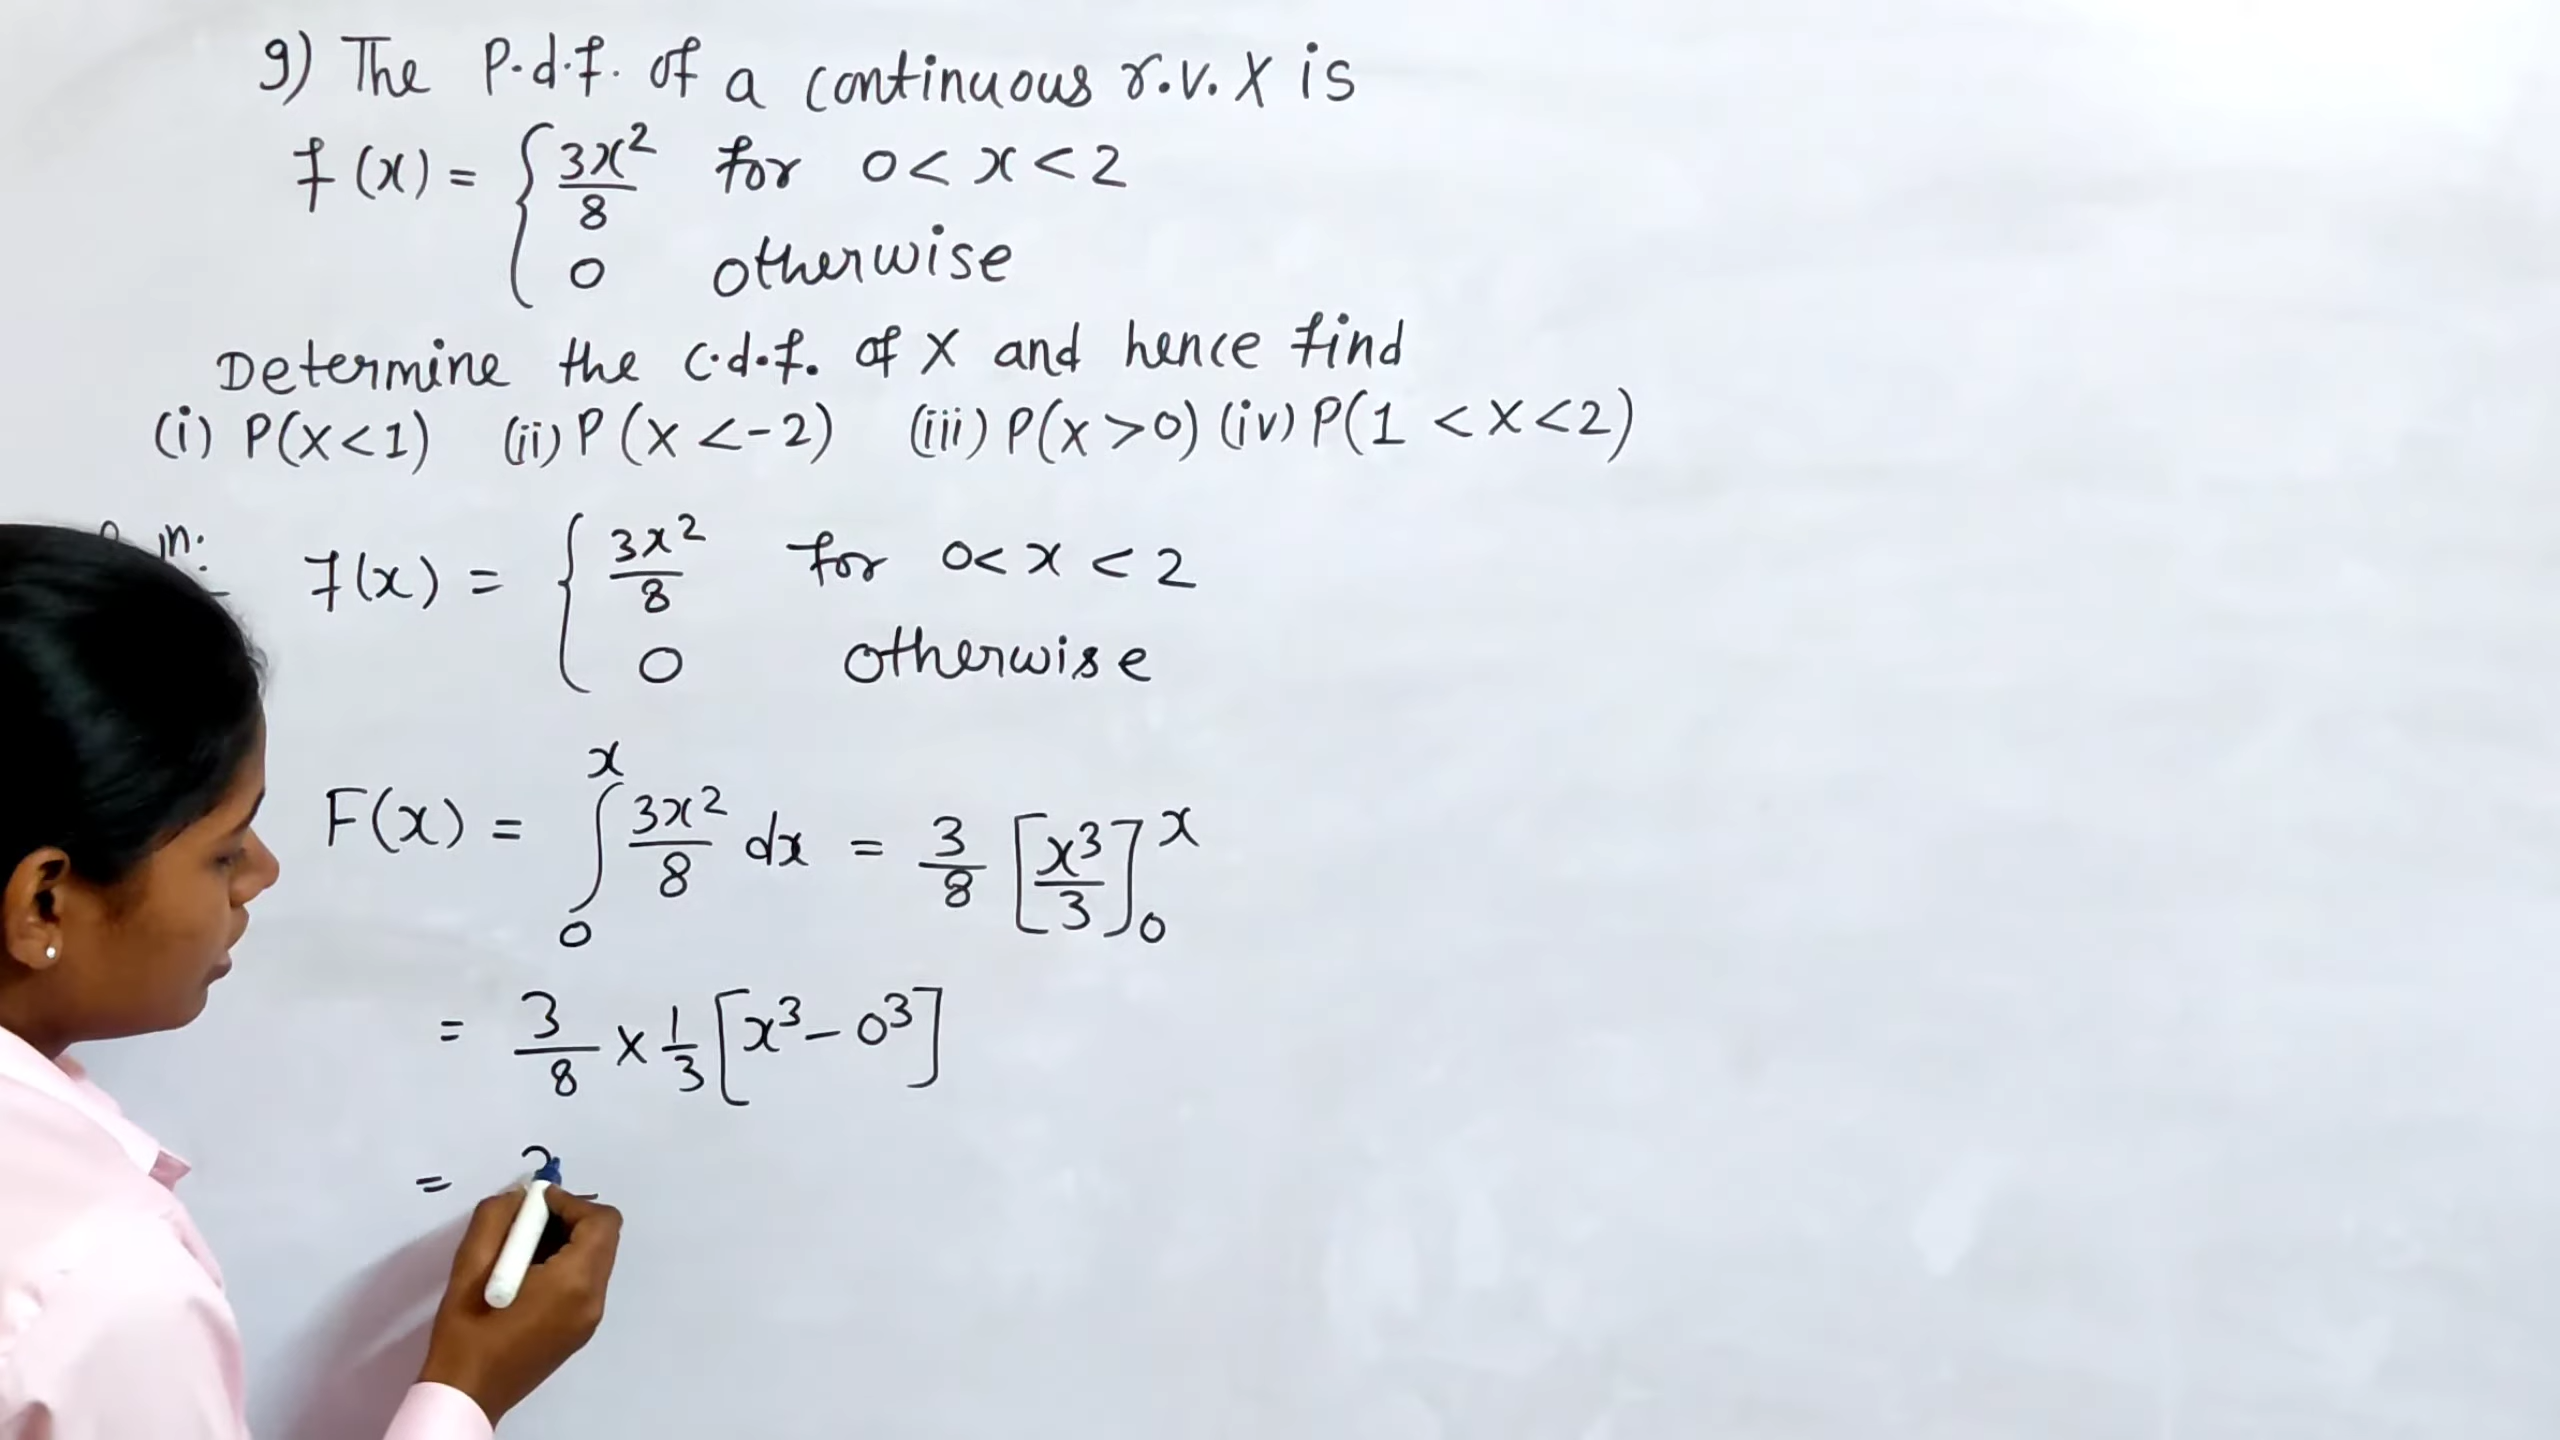 9) The P.d.f. of a continuous r.v. X is
f(x) = { 3x²/8 for 0 < x < 2
0 otherwise
Determine the c.d.f. of X and hence find
(i) P(X<1) (ii) P(X<-2) (iii) P(X>0) (iv) P(1<X<2)
f(x) = { 3x²/8 for 0 < x < 2
0 otherwise
F(x) = ∫₀ˣ 3x²/8 dx = 3/8 [x³/3]₀ˣ
= 3/8 × 1/3 [x³ - 0³]
=